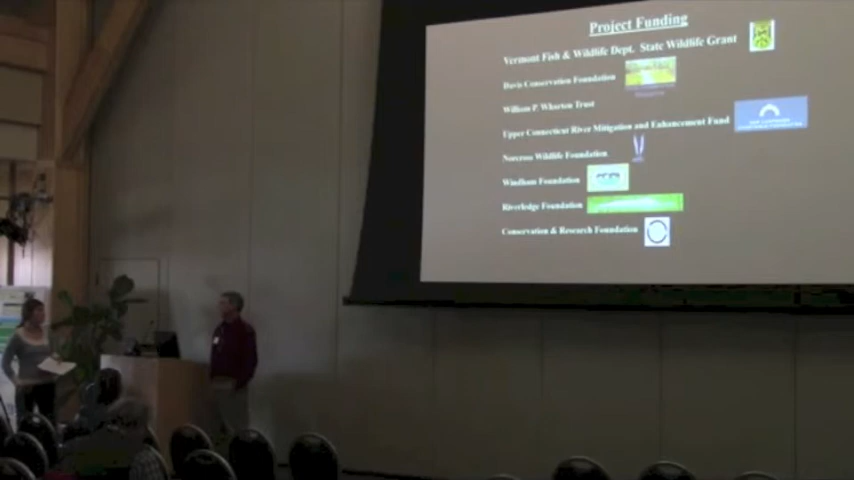 Project Funding
Vermont Fish & Wildlife Dept. State Wildlife Grant
Davis Conservation Foundation
William P. Wharton Trust
Upper Connecticut River Mitigation and Enhancement Fund
Norcross Wildlife Foundation
Windham Foundation
Riverledge Foundation
Conservation & Research Foundation